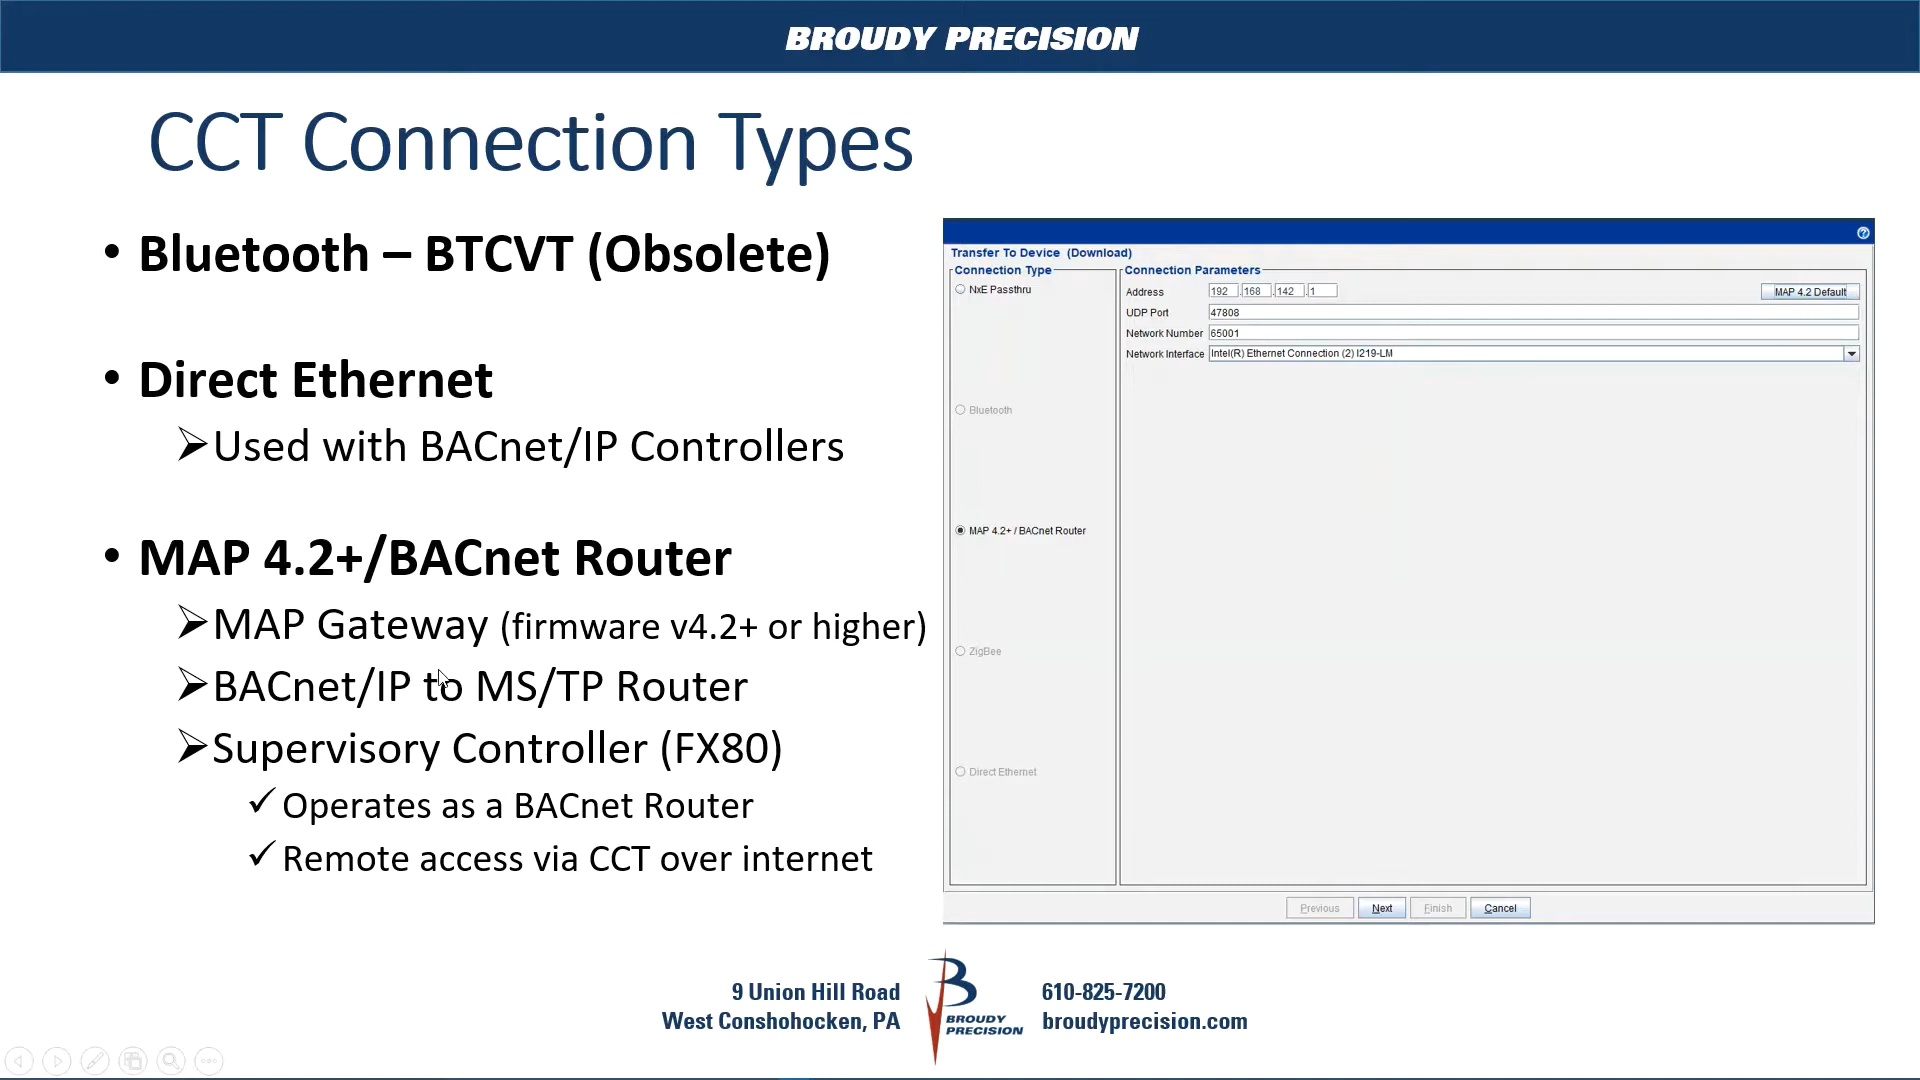 BROUDY PRECISION
CCT Connection Types
• Bluetooth – BTCVT (Obsolete)
• Direct Ethernet
➢Used with BACnet/IP Controllers
• MAP 4.2+/BACnet Router
➢MAP Gateway (firmware v4.2+ or higher)
➢BACnet/IP to MS/TP Router
➢Supervisory Controller (FX80)
✓Operates as a BACnet Router
✓Remote access via CCT over internet
Transfer To Device (Download)
Connection Type
NxE Passthru
Bluetooth
MAP 4.2+ / BACnet Router
ZigBee
Direct Ethernet
Connection Parameters
Address 192 .168 .142 .1 MAP 4.2 Default
UDP Port 47808
Network Number 65001
Network Interface Intel(R) Ethernet Connection (2) I219-LM
Previous Next Finish Cancel
9 Union Hill Road
West Conshohocken, PA
BROUDY
PRECISION
610-825-7200
broudyprecision.com